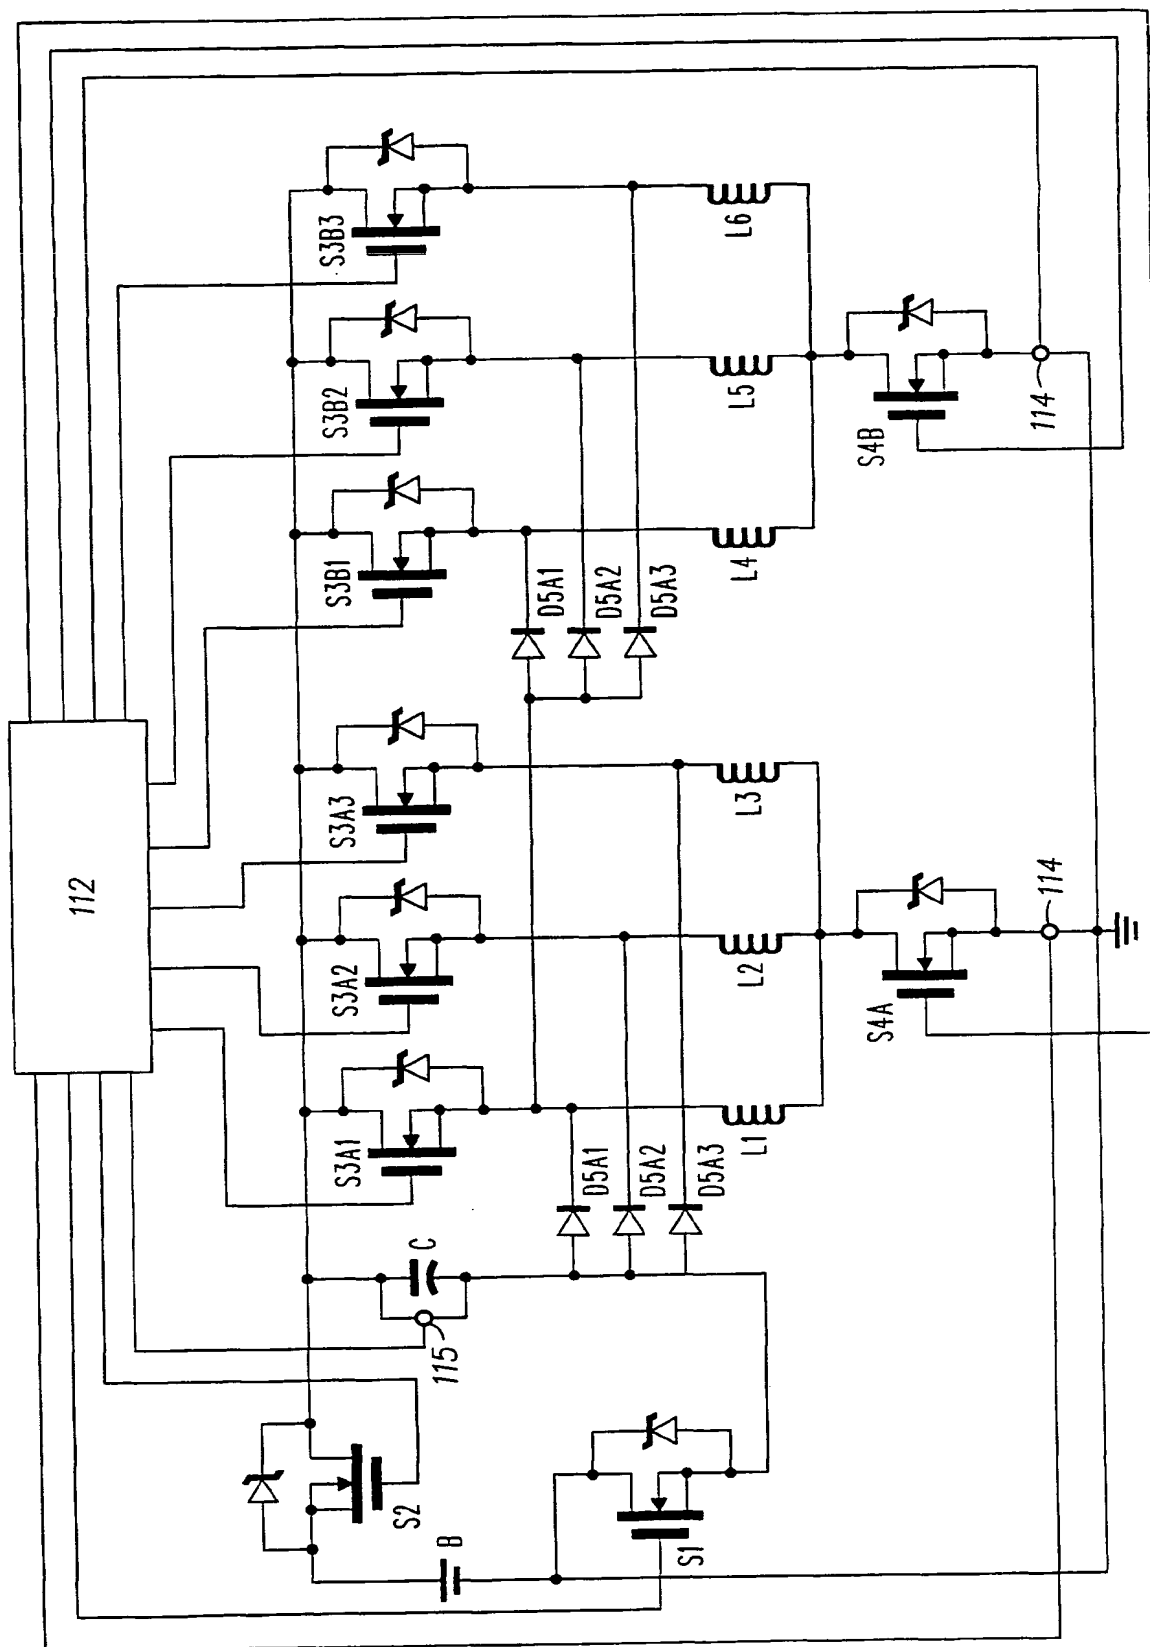 112
S3B3
S3B2
S3B1
S3A3
S3A2
S3A1
L6
L5
L4
L3
L2
L1
D5A1
D5A2
D5A3
D5A1
D5A2
D5A3
S4B
114
S4A
114
C
115
S2
B
S1